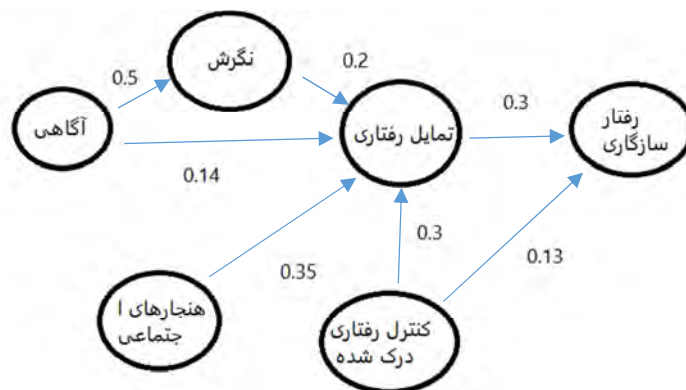 نگرش
0.5
0.2
آگاهی
تمایل رفتاری
0.3
رفتار
سازگاری
0.14
0.3
0.35
0.13
هنجارهای ا
جتماعی
کنترل رفتاری
درک شده